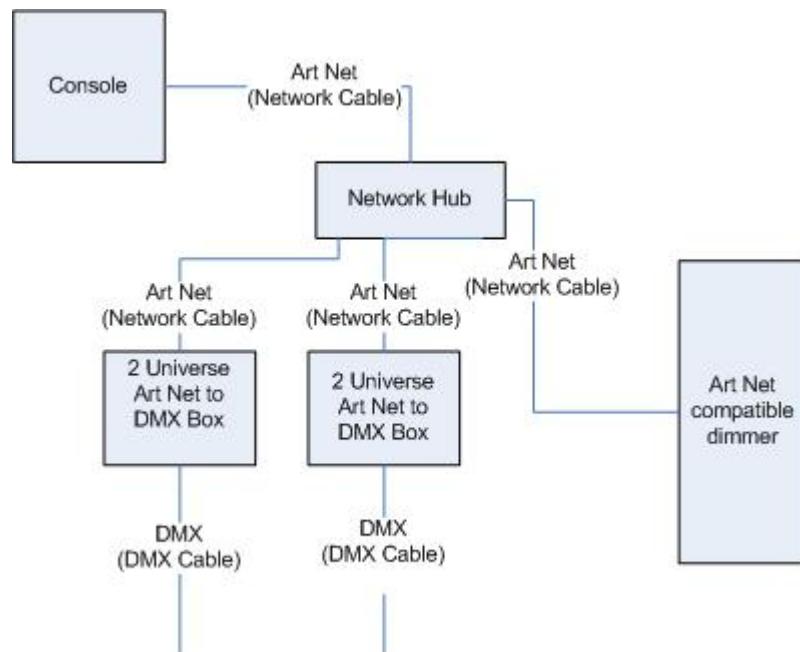 Console
Art Net
(Network Cable)
Network Hub
Art Net
(Network Cable)
Art Net
(Network Cable)
Art Net
(Network Cable)
2 Universe
Art Net to
DMX Box
2 Universe
Art Net to
DMX Box
Art Net
compatible
dimmer
DMX
(DMX Cable)
DMX
(DMX Cable)